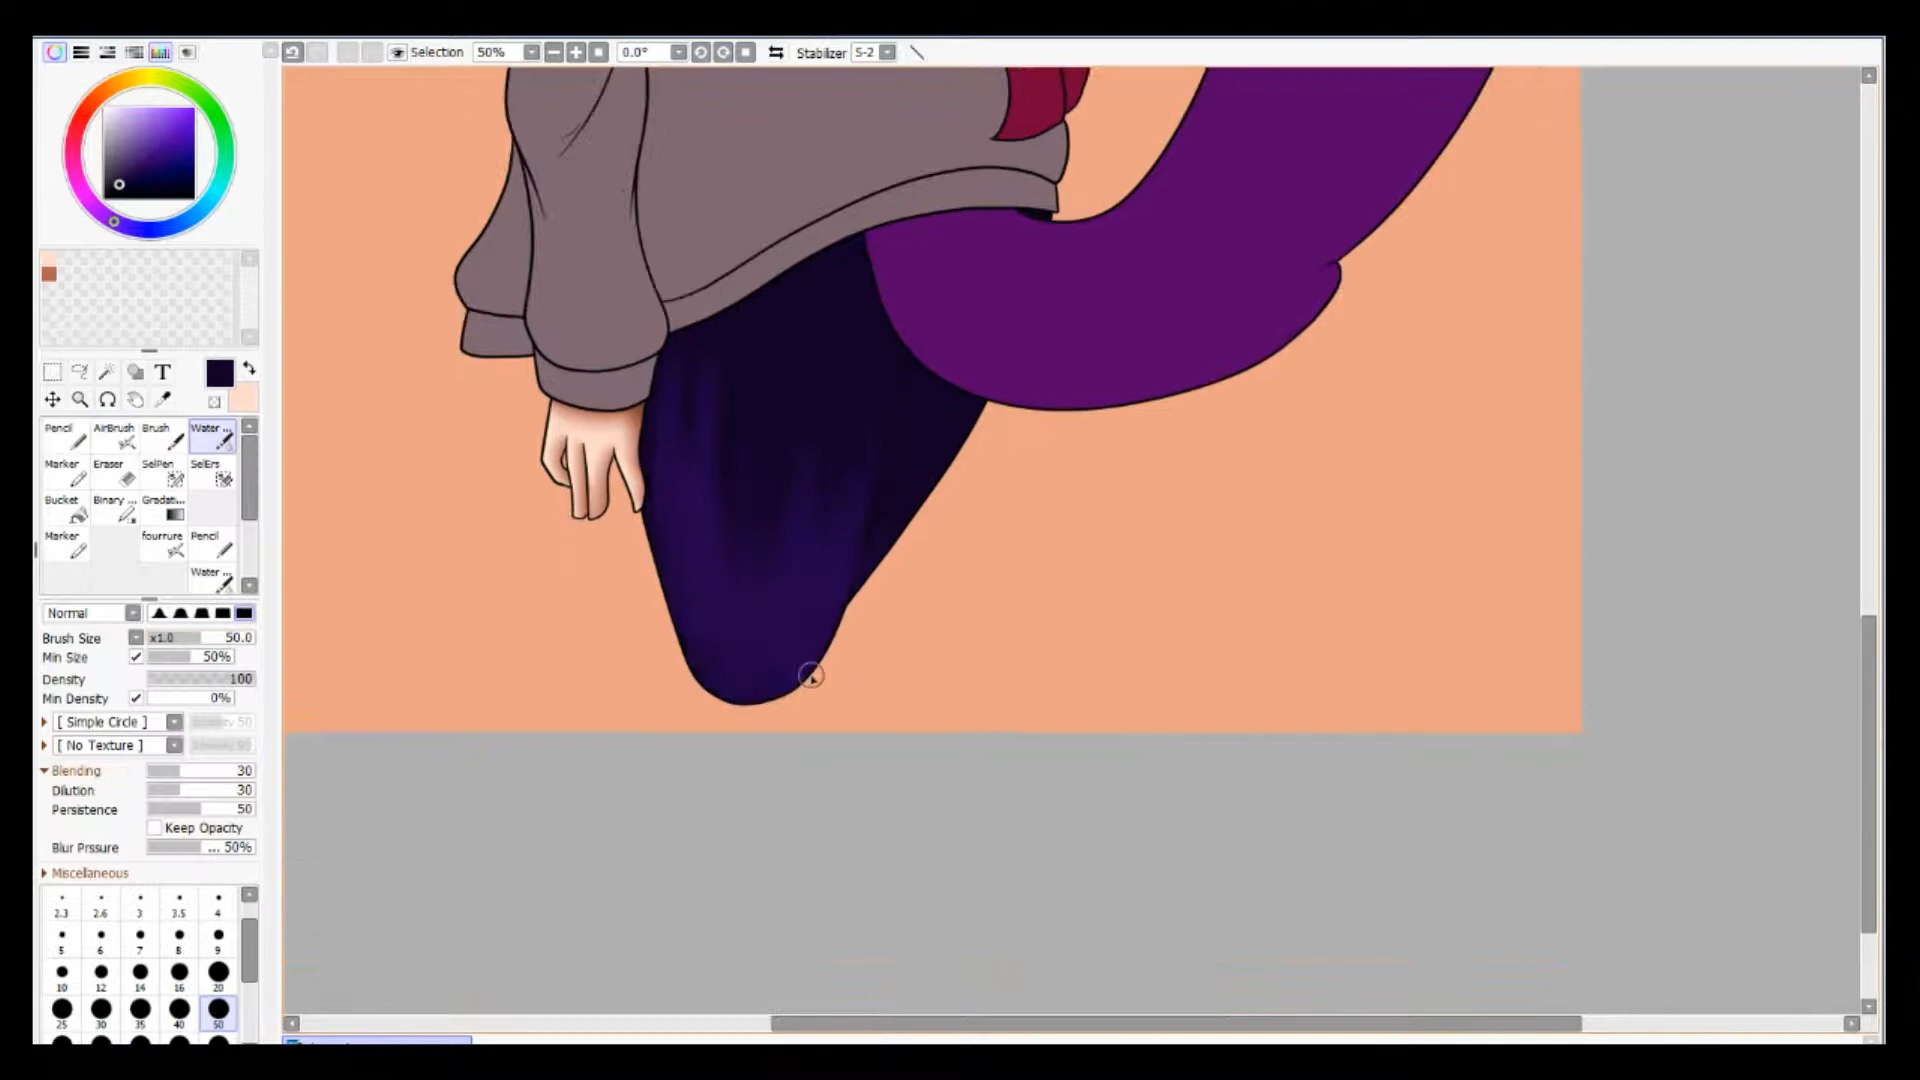 Selection 50% 0.0° Stabilizer S-2
T
Pencil AirBrush Brush Water ...
Marker Eraser SelPen SelErs
Bucket Binary ... Gradati...
Marker fourrure Pencil
Water ...
Normal
Brush Size x1.0 50.0
Min Size 50%
Density 100
Min Density 0%
[ Simple Circle ]
[ No Texture ]
Blending 30
Dilution 30
Persistence 50
Keep Opacity
Blur Prssure ... 50%
Miscellaneous
2.3 2.6 3 3.5 4
5 6 7 8 9
10 12 14 16 20
25 30 35 40 50